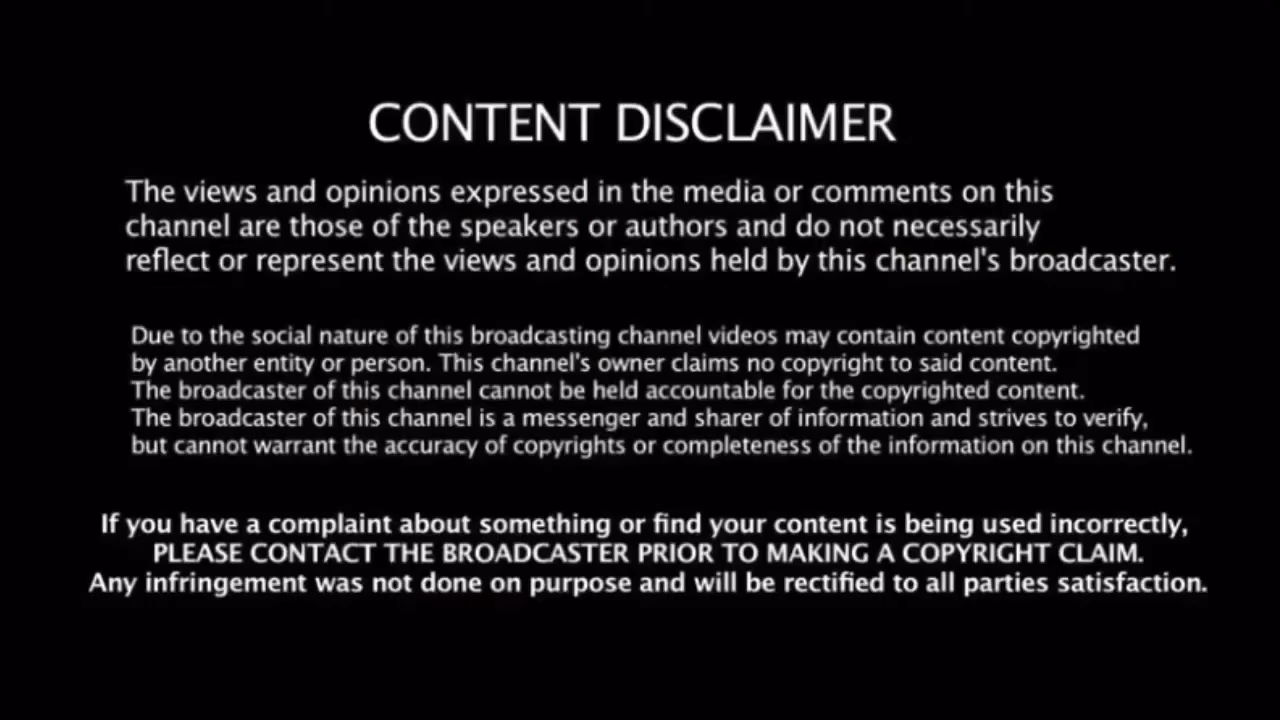 CONTENT DISCLAIMER
The views and opinions expressed in the media or comments on this
channel are those of the speakers or authors and do not necessarily
reflect or represent the views and opinions held by this channel's broadcaster.
Due to the social nature of this broadcasting channel videos may contain content copyrighted
by another entity or person. This channel's owner claims no copyright to said content.
The broadcaster of this channel cannot be held accountable for the copyrighted content.
The broadcaster of this channel is a messenger and sharer of information and strives to verify,
but cannot warrant the accuracy of copyrights or completeness of the information on this channel.
If you have a complaint about something or find your content is being used incorrectly,
PLEASE CONTACT THE BROADCASTER PRIOR TO MAKING A COPYRIGHT CLAIM.
Any infringement was not done on purpose and will be rectified to all parties satisfaction.